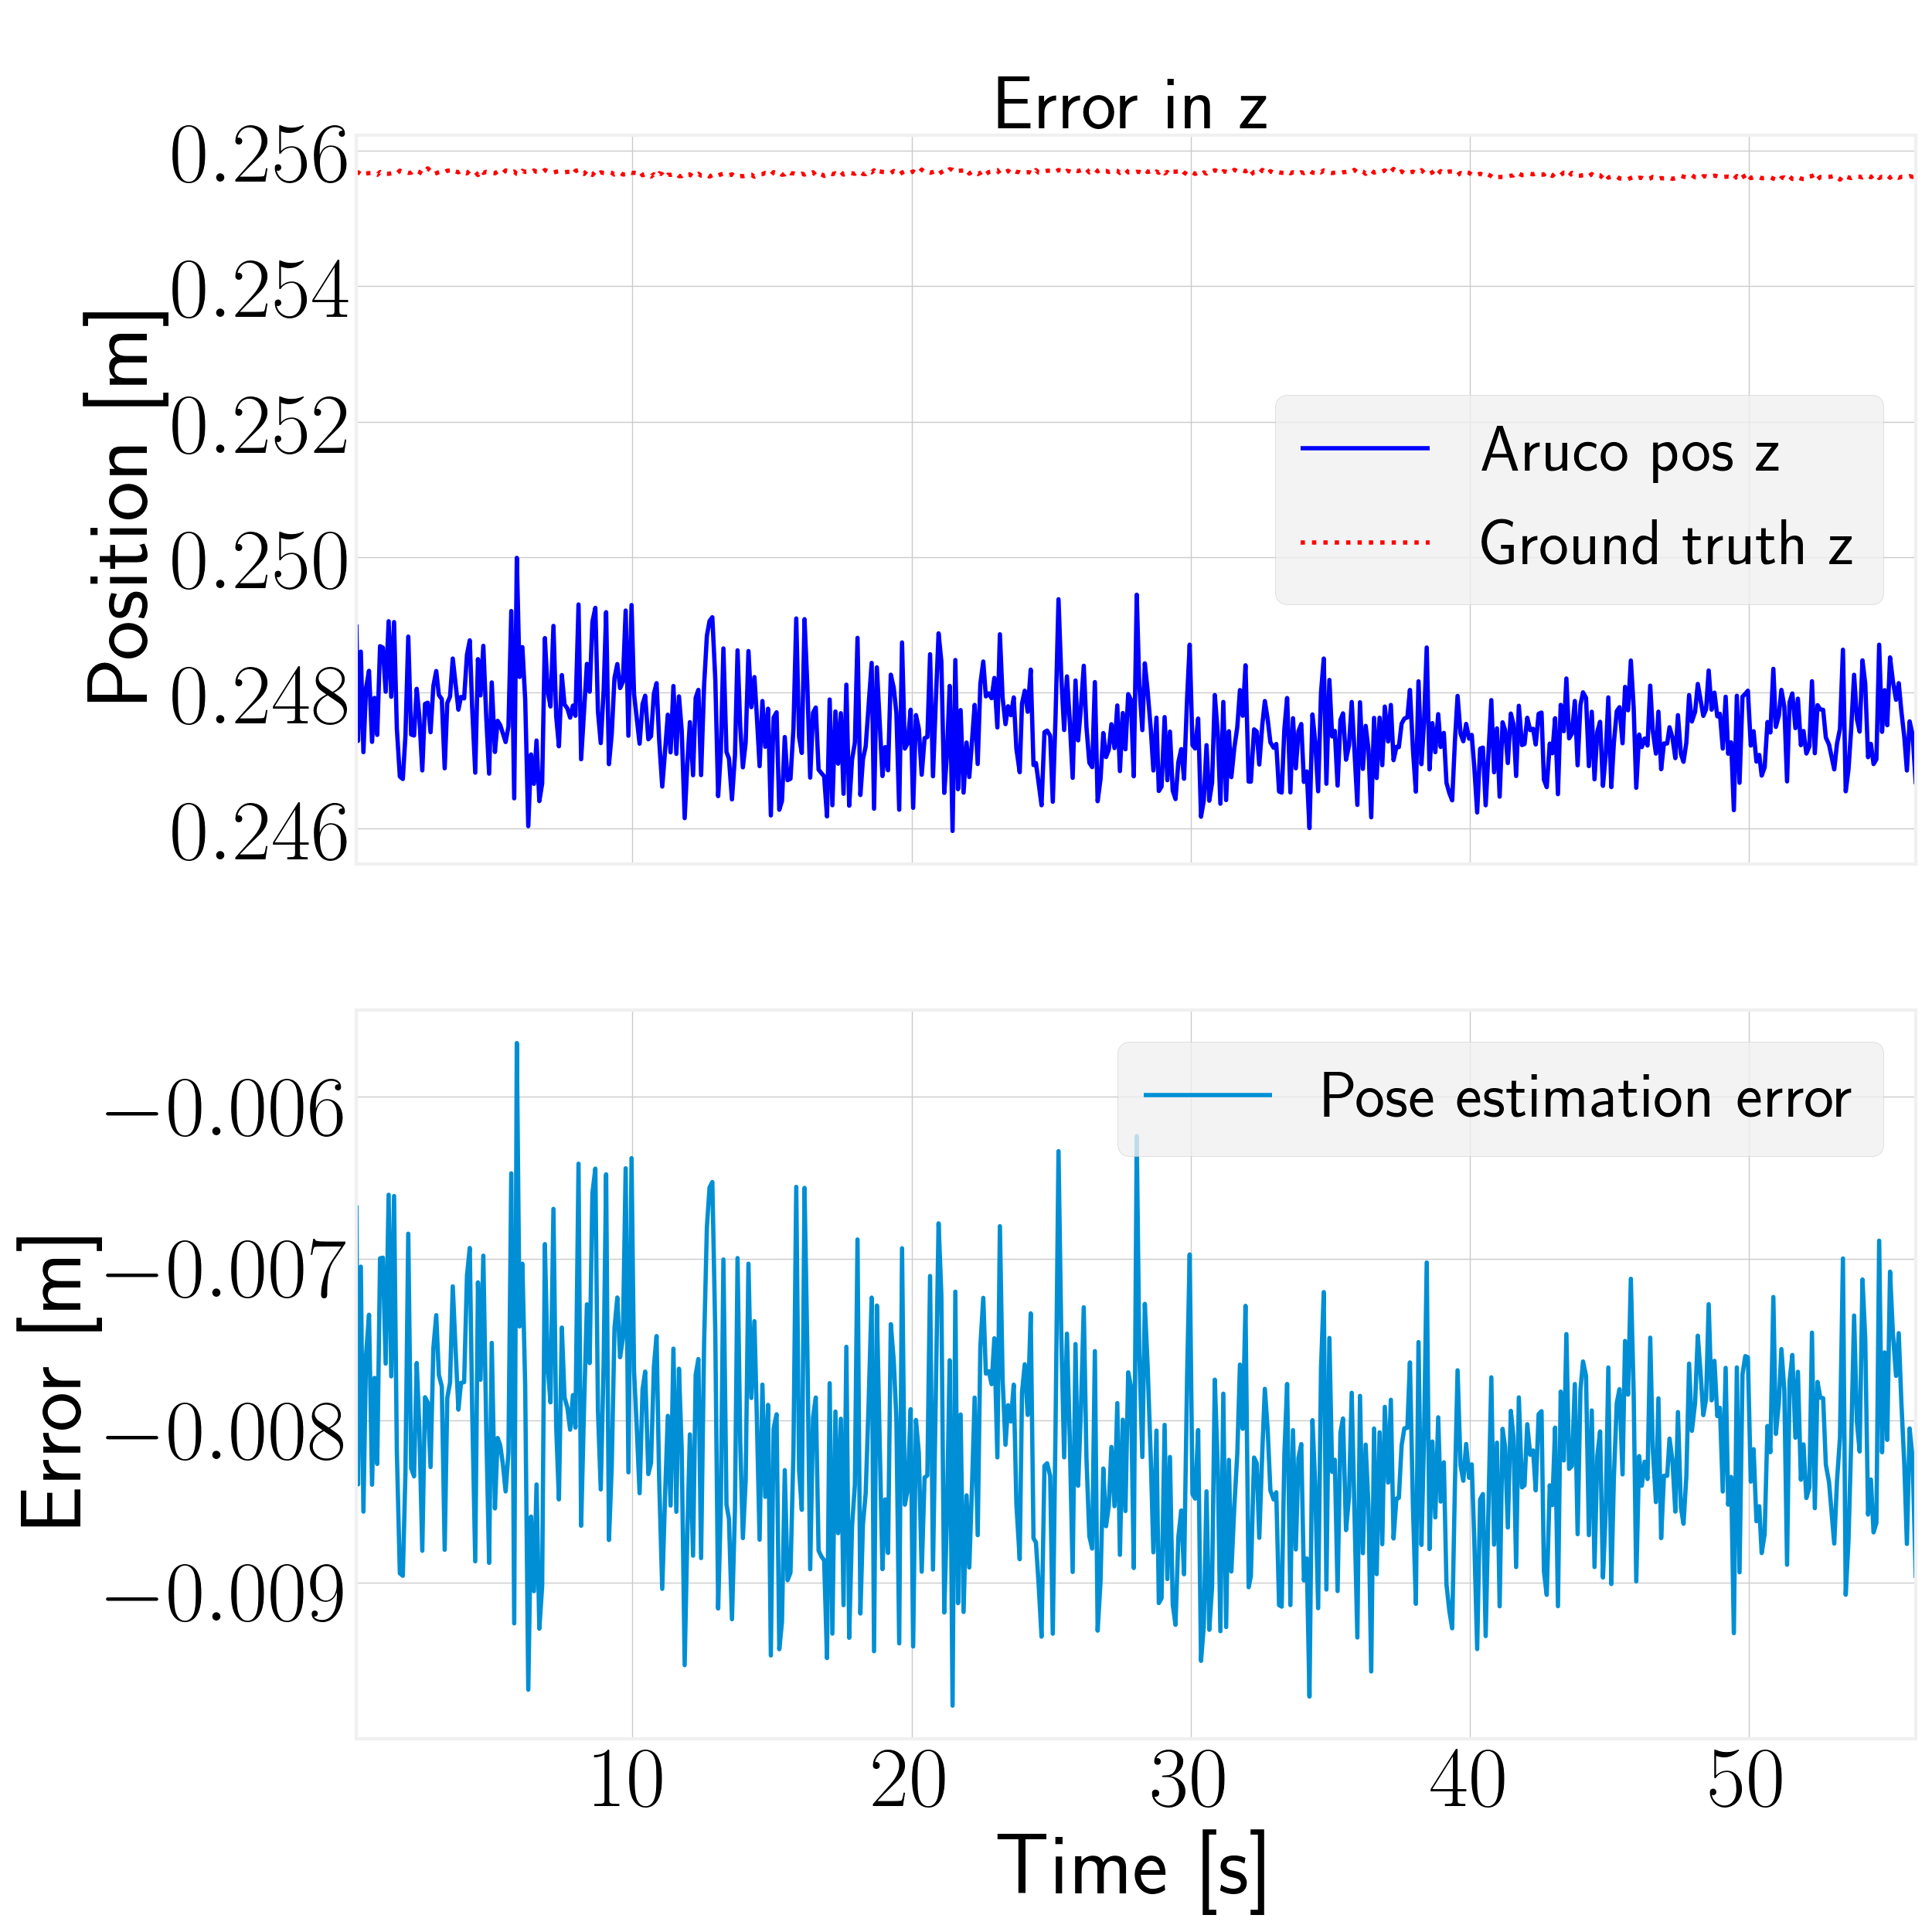 Error in z
Position [m]
0.256
0.254
0.252
0.250
0.248
0.246
Aruco pos z
Ground truth z
Error [m]
−0.006
−0.007
−0.008
−0.009
Pose estimation error
10 20 30 40 50
Time [s]